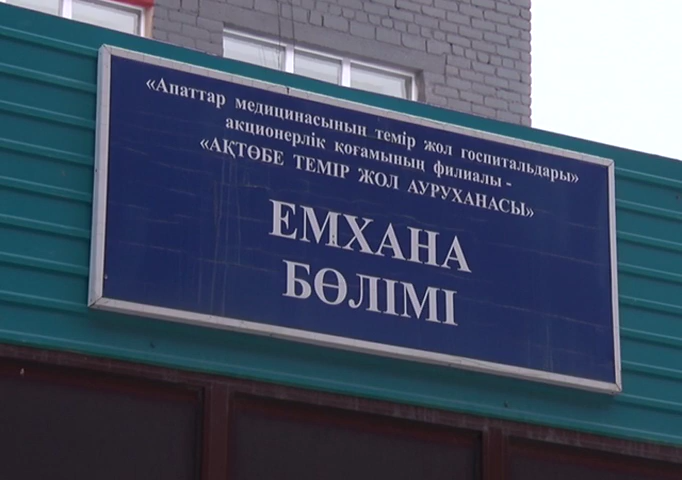 «Апаттар медицинасының темір жол госпитальдары»
акционерлік қоғамының филиалы -
«АҚТӨБЕ ТЕМІР ЖОЛ АУРУХАНАСЫ»
ЕМХАНА
БӨЛІМІ